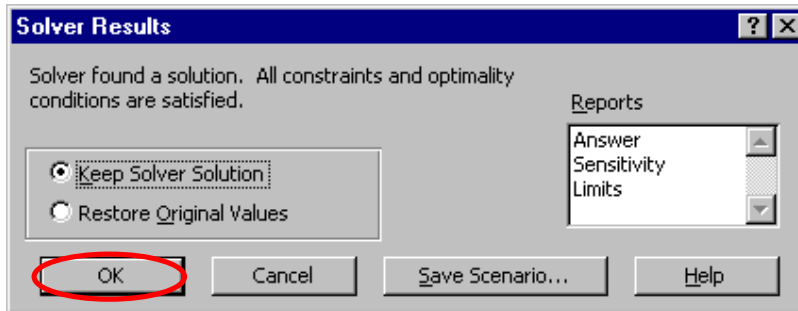 Solver Results
Solver found a solution. All constraints and optimality
conditions are satisfied.
Reports
Answer
Sensitivity
Limits
Keep Solver Solution
Restore Original Values
OK
Cancel
Save Scenario...
Help